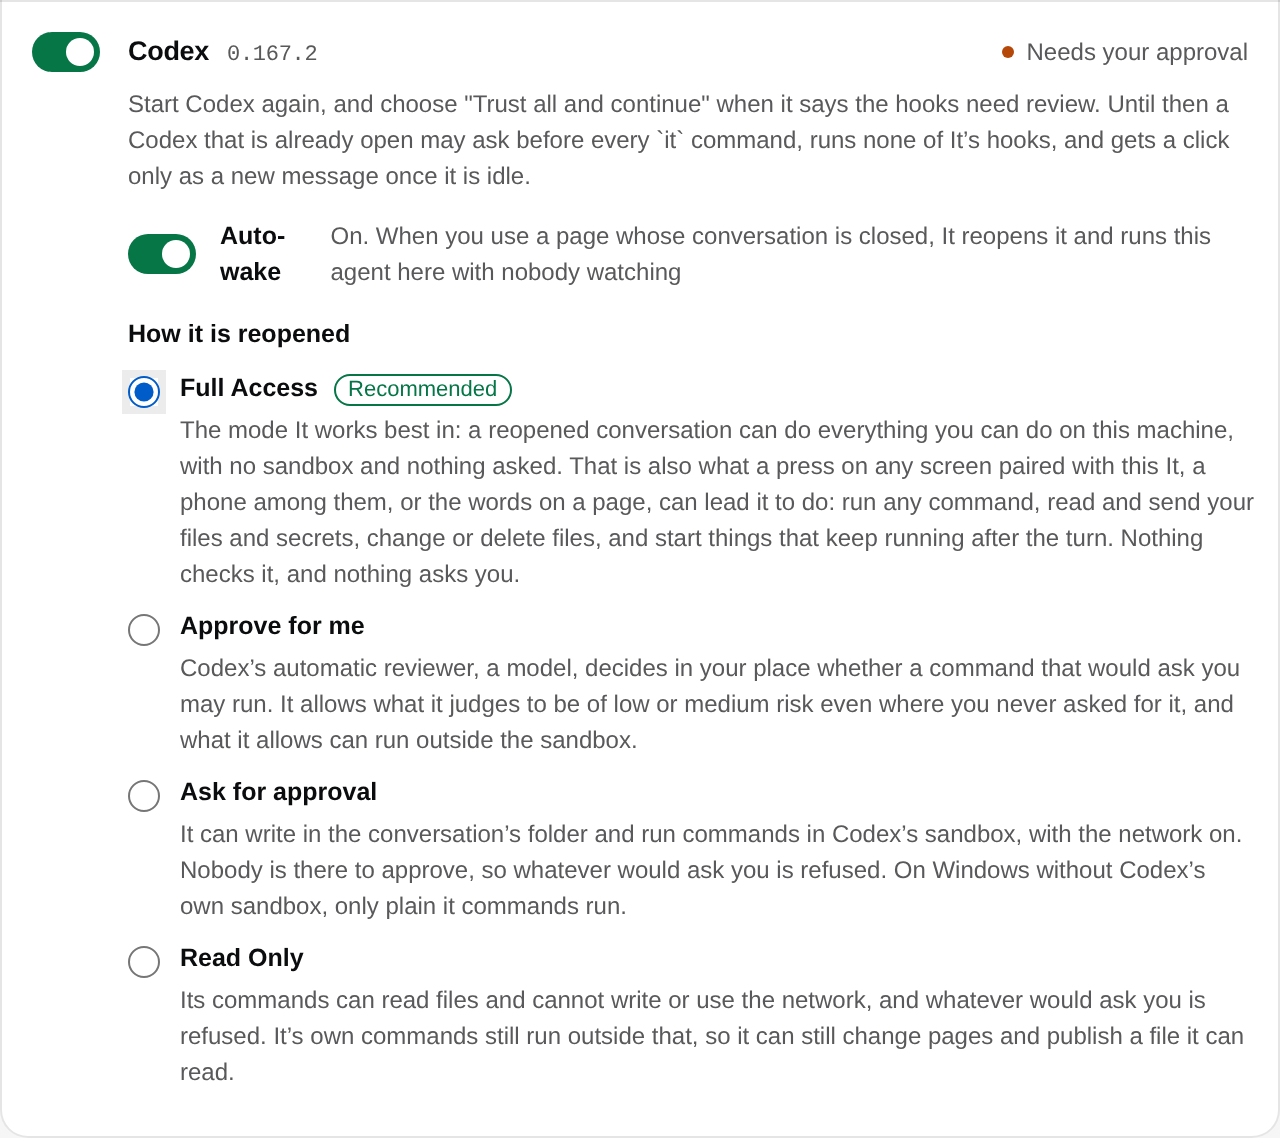 Codex 0.167.2 Needs your approval
Start Codex again, and choose "Trust all and continue" when it says the hooks need review. Until then a
Codex that is already open may ask before every `it` command, runs none of It’s hooks, and gets a click
only as a new message once it is idle.
Auto-
wake
On. When you use a page whose conversation is closed, It reopens it and runs this
agent here with nobody watching
How it is reopened
Full Access Recommended
The mode It works best in: a reopened conversation can do everything you can do on this machine,
with no sandbox and nothing asked. That is also what a press on any screen paired with this It, a
phone among them, or the words on a page, can lead it to do: run any command, read and send your
files and secrets, change or delete files, and start things that keep running after the turn. Nothing
checks it, and nothing asks you.
Approve for me
Codex’s automatic reviewer, a model, decides in your place whether a command that would ask you
may run. It allows what it judges to be of low or medium risk even where you never asked for it, and
what it allows can run outside the sandbox.
Ask for approval
It can write in the conversation’s folder and run commands in Codex’s sandbox, with the network on.
Nobody is there to approve, so whatever would ask you is refused. On Windows without Codex’s
own sandbox, only plain it commands run.
Read Only
Its commands can read files and cannot write or use the network, and whatever would ask you is
refused. It’s own commands still run outside that, so it can still change pages and publish a file it can
read.